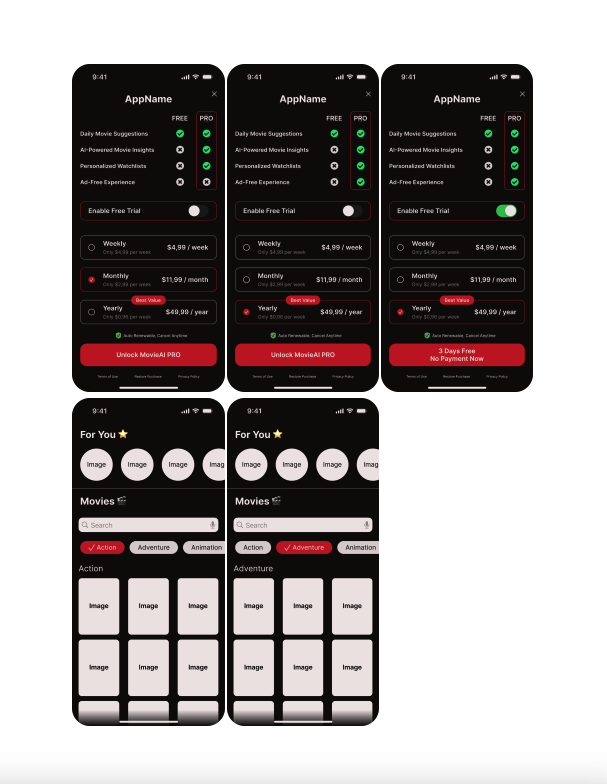 9:41
AppName
FREE PRO
Daily Movie Suggestions
AI-Powered Movie Insights
Personalized Watchlists
Ad-Free Experience
Enable Free Trial
Weekly
Only $4,99 per week
$4,99 / week
Monthly
Only $2,99 per week
$11,99 / month
Best Value
Yearly
Only $0,96 per week
$49,99 / year
Auto Renewable, Cancel Anytime
Unlock MovieAI PRO
Terms of Use Restore Purchase Privacy Policy
9:41
AppName
FREE PRO
Daily Movie Suggestions
AI-Powered Movie Insights
Personalized Watchlists
Ad-Free Experience
Enable Free Trial
Weekly
Only $4,99 per week
$4,99 / week
Monthly
Only $2,99 per week
$11,99 / month
Best Value
Yearly
Only $0,96 per week
$49,99 / year
Auto Renewable, Cancel Anytime
Unlock MovieAI PRO
Terms of Use Restore Purchase Privacy Policy
9:41
AppName
FREE PRO
Daily Movie Suggestions
AI-Powered Movie Insights
Personalized Watchlists
Ad-Free Experience
Enable Free Trial
Weekly
Only $4,99 per week
$4,99 / week
Monthly
Only $2,99 per week
$11,99 / month
Best Value
Yearly
Only $0,96 per week
$49,99 / year
Auto Renewable, Cancel Anytime
3 Days Free
No Payment Now
Terms of Use Restore Purchase Privacy Policy
9:41
For You ⭐
Image Image Image Imag
Movies 🎬
Search
✓ Action Adventure Animation
Action
Image Image Image
Image Image Image
9:41
For You ⭐
Image Image Image Imag
Movies 🎬
Search
Action ✓ Adventure Animation
Adventure
Image Image Image
Image Image Image